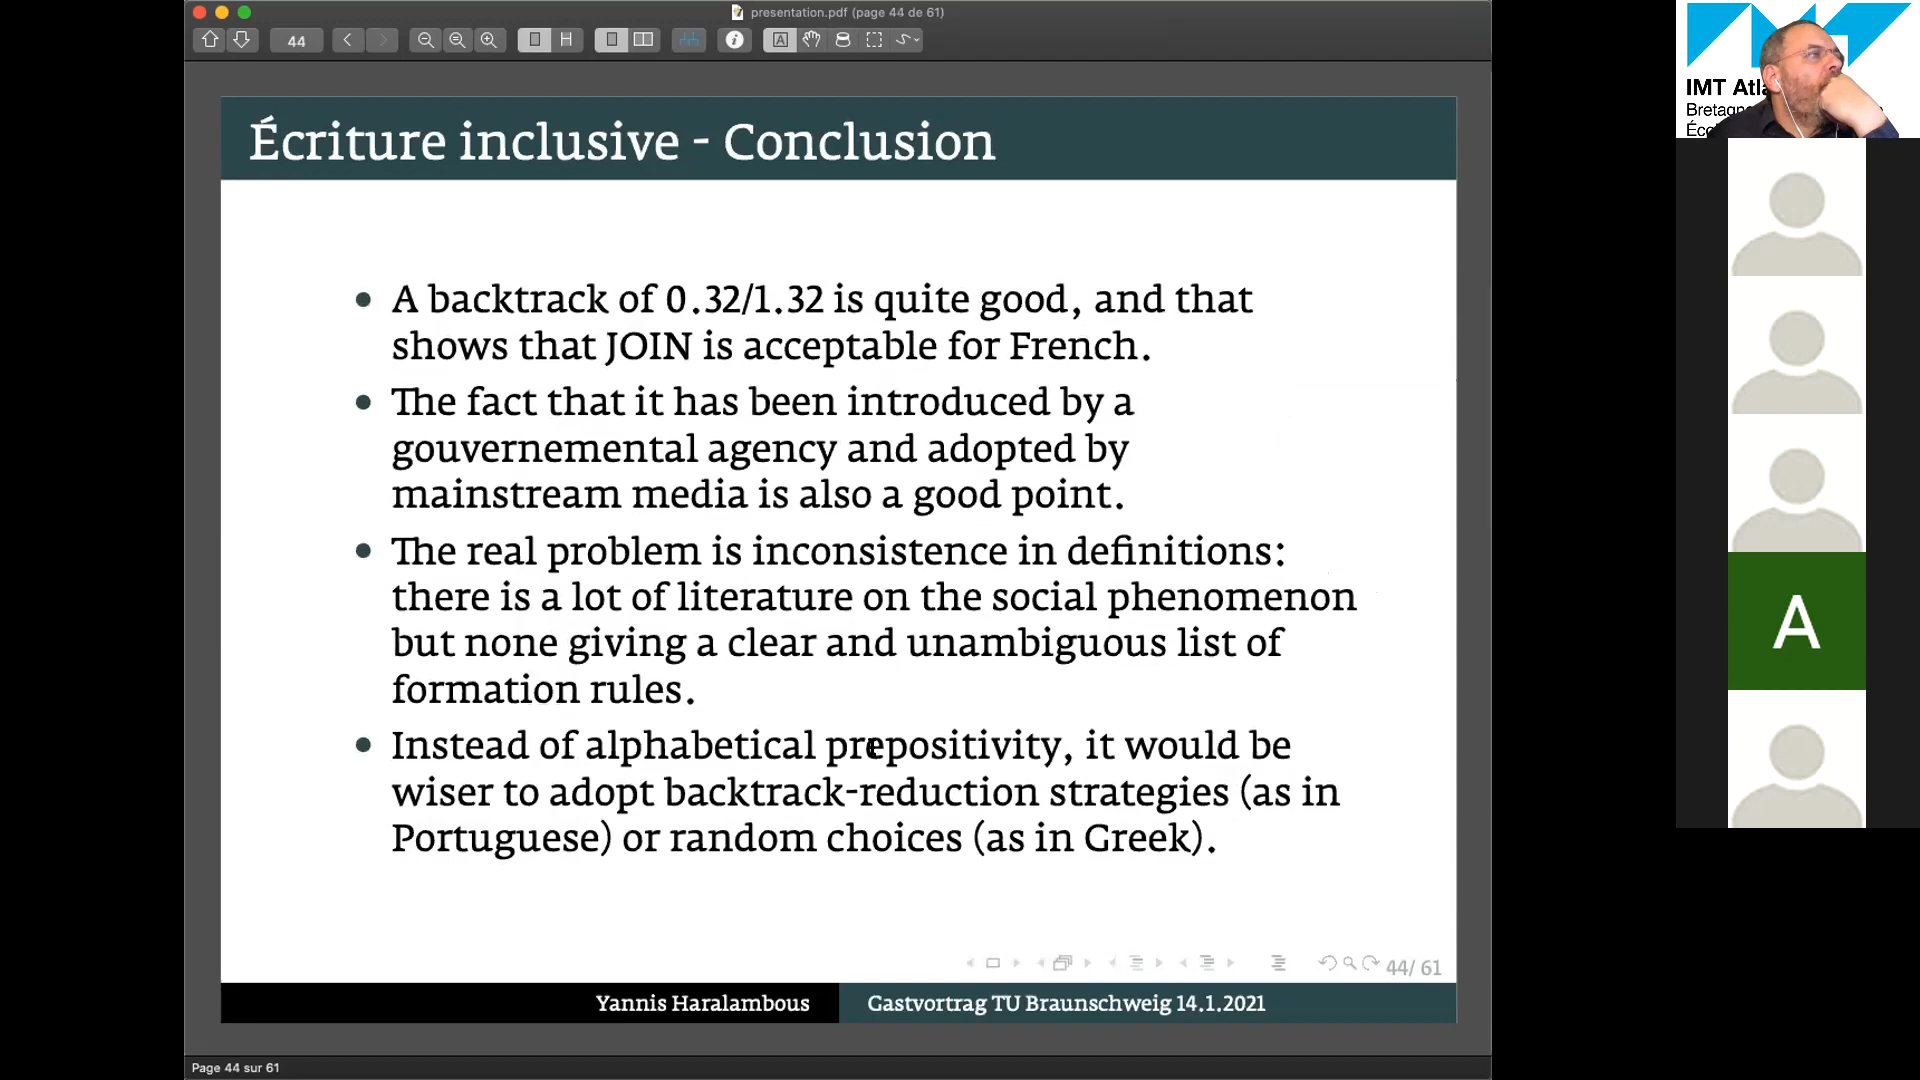 presentation.pdf (page 44 de 61)
44
IMT Atla
Bretagne
Éco
Écriture inclusive - Conclusion
• A backtrack of 0.32/1.32 is quite good, and that
shows that JOIN is acceptable for French.
• The fact that it has been introduced by a
gouvernemental agency and adopted by
mainstream media is also a good point.
• The real problem is inconsistence in definitions:
there is a lot of literature on the social phenomenon
but none giving a clear and unambiguous list of
formation rules.
• Instead of alphabetical prepositivity, it would be
wiser to adopt backtrack-reduction strategies (as in
Portuguese) or random choices (as in Greek).
A
44/ 61
Yannis Haralambous
Gastvortrag TU Braunschweig 14.1.2021
Page 44 sur 61